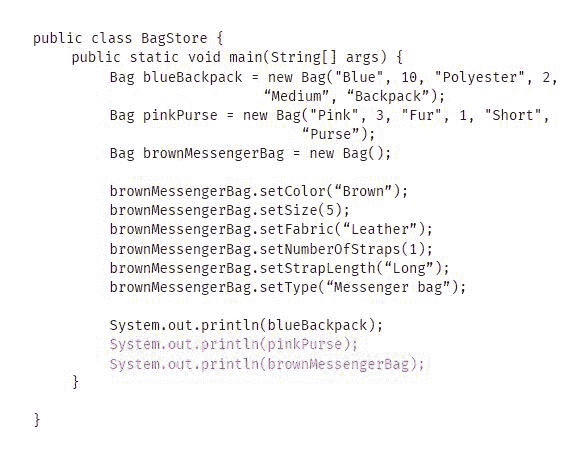 public class BagStore {
public static void main(String[] args) {
Bag blueBackpack = new Bag("Blue", 10, "Polyester", 2,
“Medium”, “Backpack”);
Bag pinkPurse = new Bag("Pink", 3, "Fur", 1, "Short",
“Purse”);
Bag brownMessengerBag = new Bag();
brownMessengerBag.setColor(“Brown”);
brownMessengerBag.setSize(5);
brownMessengerBag.setFabric(“Leather”);
brownMessengerBag.setNumberOfStraps(1);
brownMessengerBag.setStrapLength(“Long”);
brownMessengerBag.setType(“Messenger bag”);
System.out.println(blueBackpack);
System.out.println(pinkPurse);
System.out.println(brownMessengerBag);
}
}